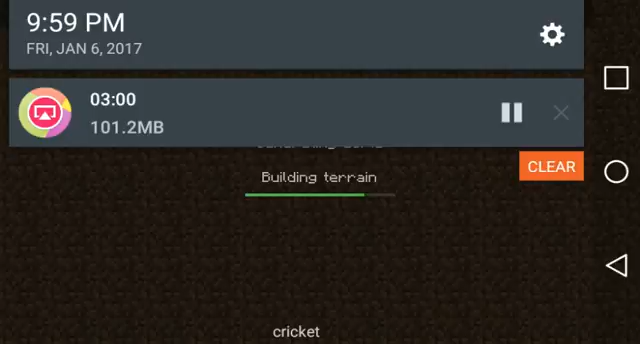 9:59 PM
FRI, JAN 6, 2017
03:00
101.2MB
CLEAR
Building terrain
cricket